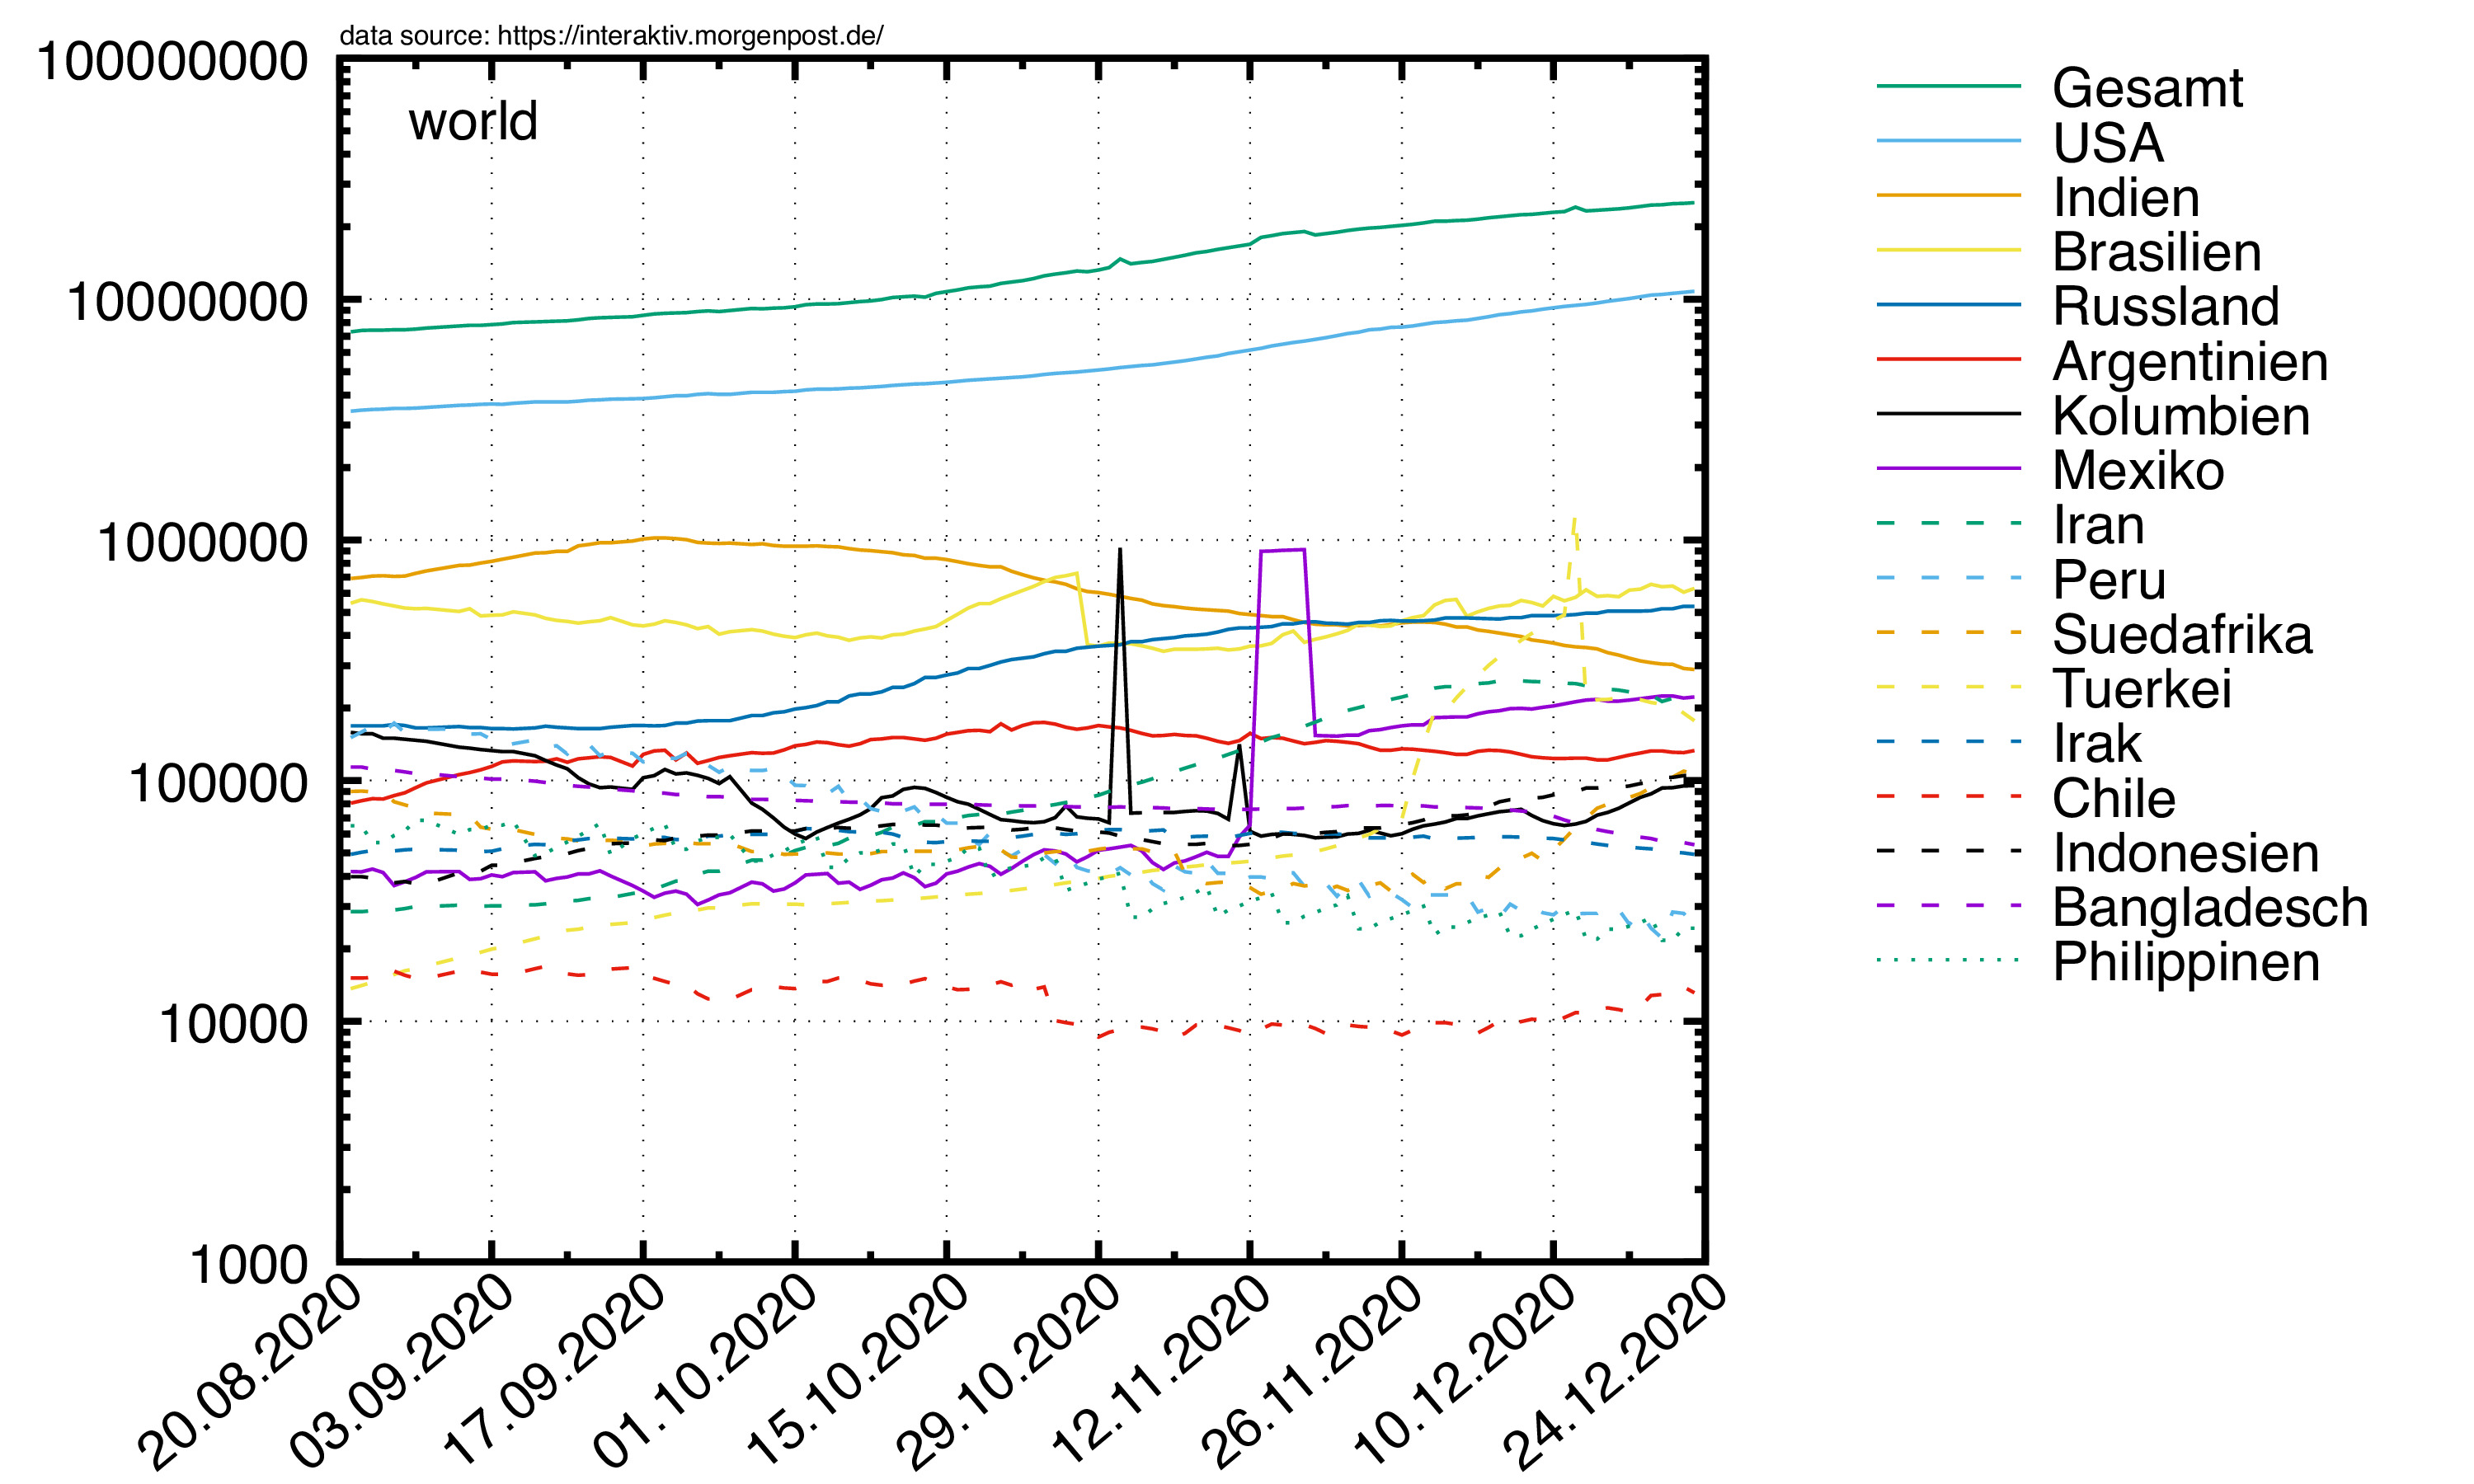 data source: https://interaktiv.morgenpost.de/
world
100000000
10000000
1000000
100000
10000
1000
20.08.2020
03.09.2020
17.09.2020
01.10.2020
15.10.2020
29.10.2020
12.11.2020
26.11.2020
10.12.2020
24.12.2020
Gesamt
USA
Indien
Brasilien
Russland
Argentinien
Kolumbien
Mexiko
Iran
Peru
Suedafrika
Tuerkei
Irak
Chile
Indonesien
Bangladesch
Philippinen